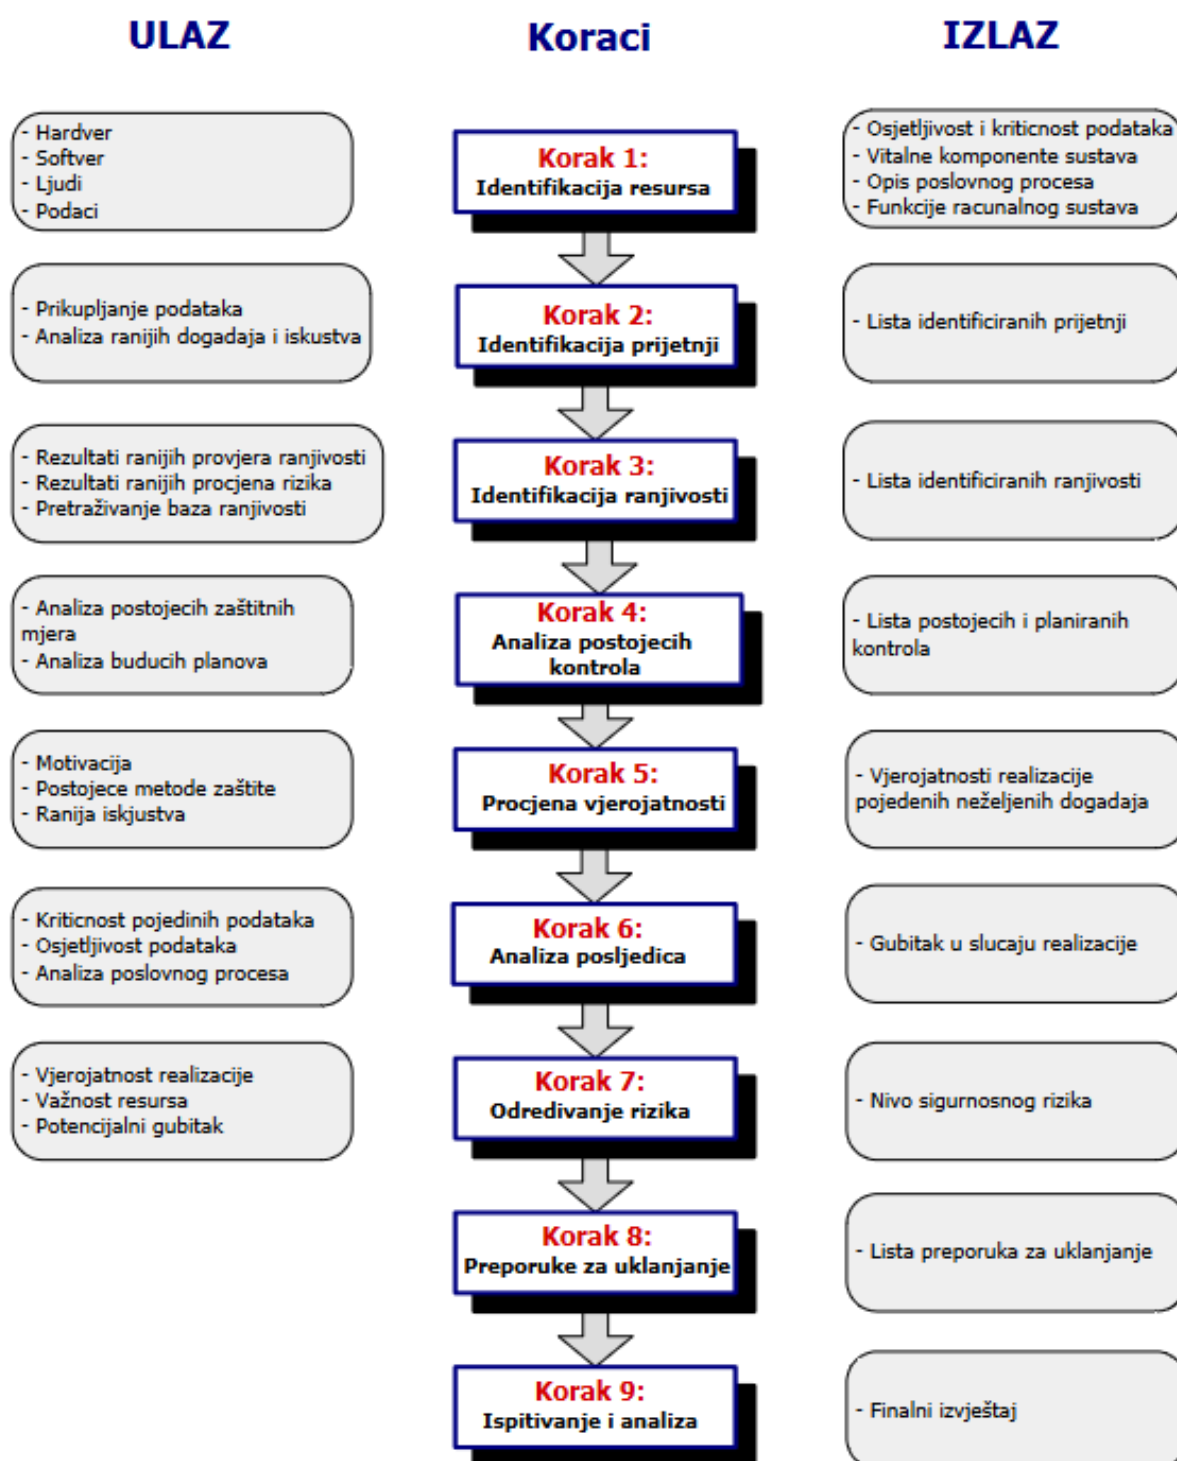 ULAZ
Koraci
IZLAZ
- Hardver
- Softver
- Ljudi
- Podaci
Korak 1:
Identifikacija resursa
- Osjetljivost i kriticnost podataka
- Vitalne komponente sustava
- Opis poslovnog procesa
- Funkcije racunalnog sustava
- Prikupljanje podataka
- Analiza ranijih dogadaja i iskustva
Korak 2:
Identifikacija prijetnji
- Lista identificiranih prijetnji
- Rezultati ranijih provjera ranjivosti
- Rezultati ranijih procjena rizika
- Pretraživanje baza ranjivosti
Korak 3:
Identifikacija ranjivosti
- Lista identificiranih ranjivosti
- Analiza postojecih zaštitnih
mjera
- Analiza buducih planova
Korak 4:
Analiza postojecih
kontrola
- Lista postojecih i planiranih
kontrola
- Motivacija
- Postojece metode zaštite
- Ranija iskjustva
Korak 5:
Procjena vjerojatnosti
- Vjerojatnosti realizacije
pojedenih neželjenih dogadaja
- Kriticnost pojedinih podataka
- Osjetljivost podataka
- Analiza poslovnog procesa
Korak 6:
Analiza posljedica
- Gubitak u slucaju realizacije
- Vjerojatnost realizacije
- Važnost resursa
- Potencijalni gubitak
Korak 7:
Odredivanje rizika
- Nivo sigurnosnog rizika
Korak 8:
Preporuke za uklanjanje
- Lista preporuka za uklanjanje
Korak 9:
Ispitivanje i analiza
- Finalni izvještaj